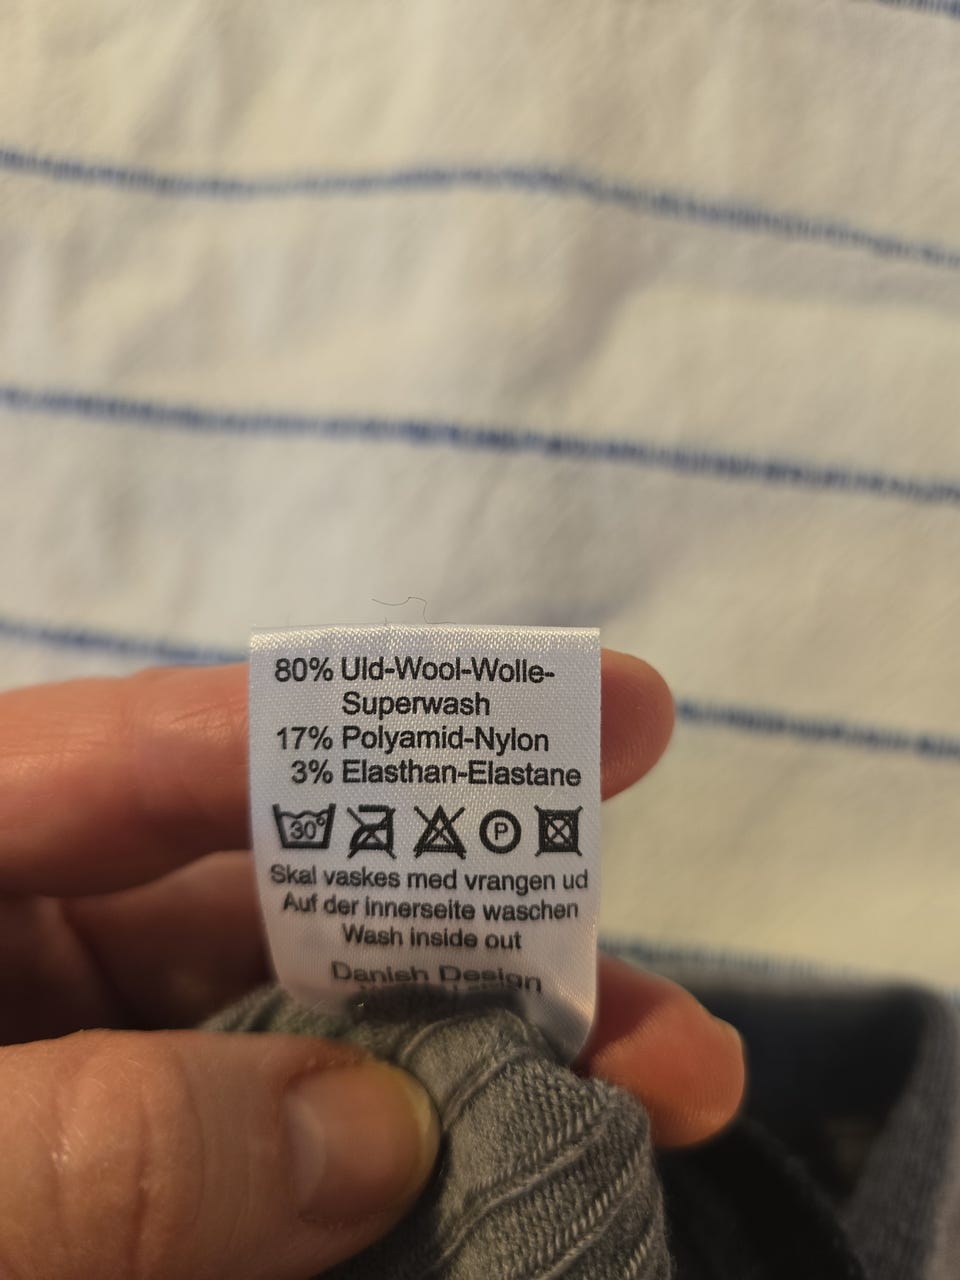 80% Uld-Wool-Wolle-
Superwash
17% Polyamid-Nylon
3% Elasthan-Elastane
30°
P
Skal vaskes med vrangen ud
Auf der innerseite waschen
Wash inside out
Danish Design